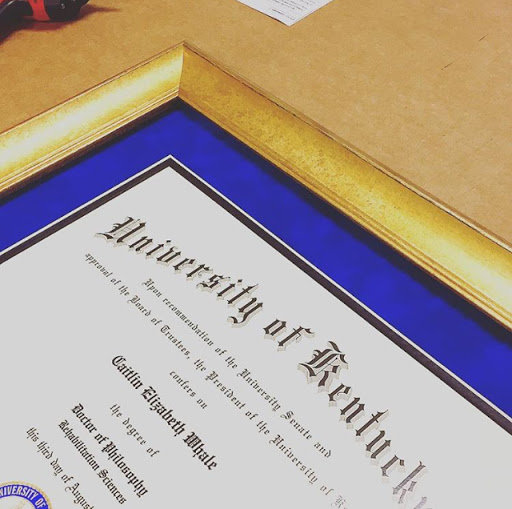 University of Kentucky
Upon recommendation of the University Senate and
approval of the Board of Trustees, the President of the University of
confers on
Caitlin Elizabeth Whale
the degree of
Doctor of Philosophy
Rehabilitation Sciences
this third day of August
UNIVERSITY OF